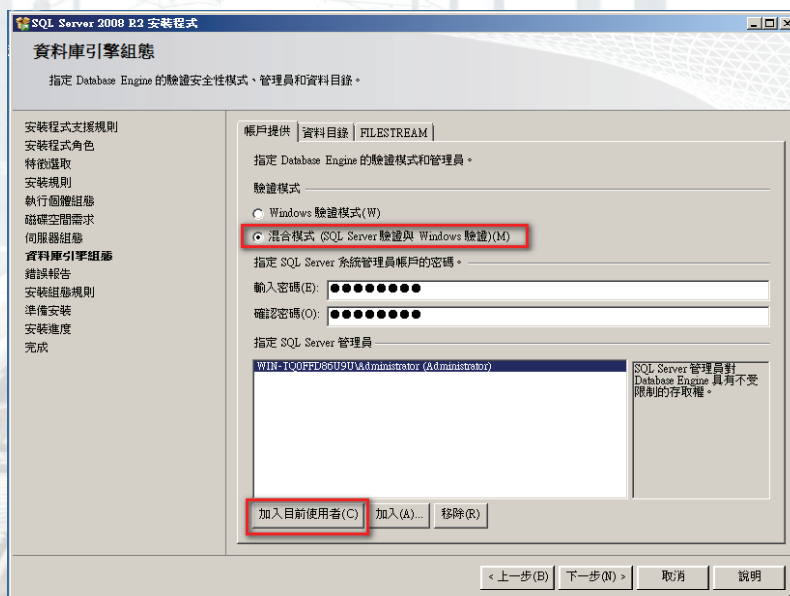 SQL Server 2008 R2 安裝程式
資料庫引擎組態
指定 Database Engine 的驗證安全性模式、管理員和資料目錄。
安裝程式支援規則
安裝程式角色
特徵選取
安裝規則
執行個體組態
磁碟空間需求
伺服器組態
資料庫引擎組態
錯誤報告
安裝組態規則
準備安裝
安裝進度
完成
帳戶提供 資料目錄 FILESTREAM
指定 Database Engine 的驗證模式和管理員。
驗證模式
Windows 驗證模式(W)
混合模式 (SQL Server 驗證與 Windows 驗證)(M)
指定 SQL Server 系統管理員帳戶的密碼。
輸入密碼(E): ●●●●●●●●
確認密碼(O): ●●●●●●●●
指定 SQL Server 管理員
WIN-TQ0FFD86U9U\Administrator (Administrator)
SQL Server 管理員對
Database Engine 具有不受
限制的存取權。
加入目前使用者(C) 加入(A)... 移除(R)
< 上一步(B) 下一步(N) > 取消 說明